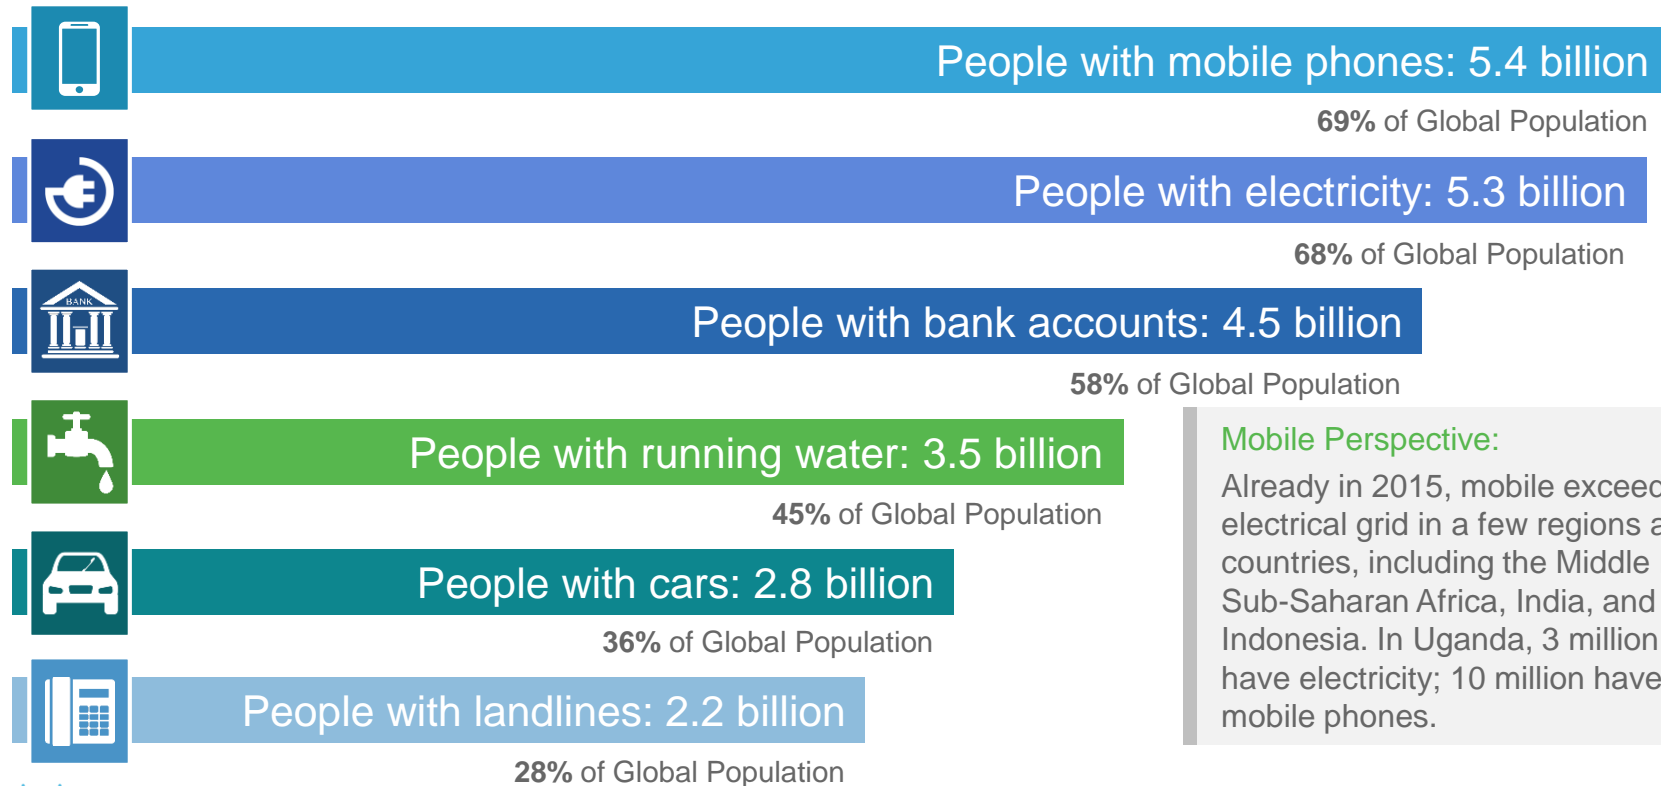 People with mobile phones: 5.4 billion
69% of Global Population
People with electricity: 5.3 billion
68% of Global Population
BANK
People with bank accounts: 4.5 billion
58% of Global Population
People with running water: 3.5 billion
45% of Global Population
Mobile Perspective:
Already in 2015, mobile exceed
electrical grid in a few regions a
countries, including the Middle
Sub-Saharan Africa, India, and
Indonesia. In Uganda, 3 million
have electricity; 10 million have
mobile phones.
People with cars: 2.8 billion
36% of Global Population
People with landlines: 2.2 billion
28% of Global Population